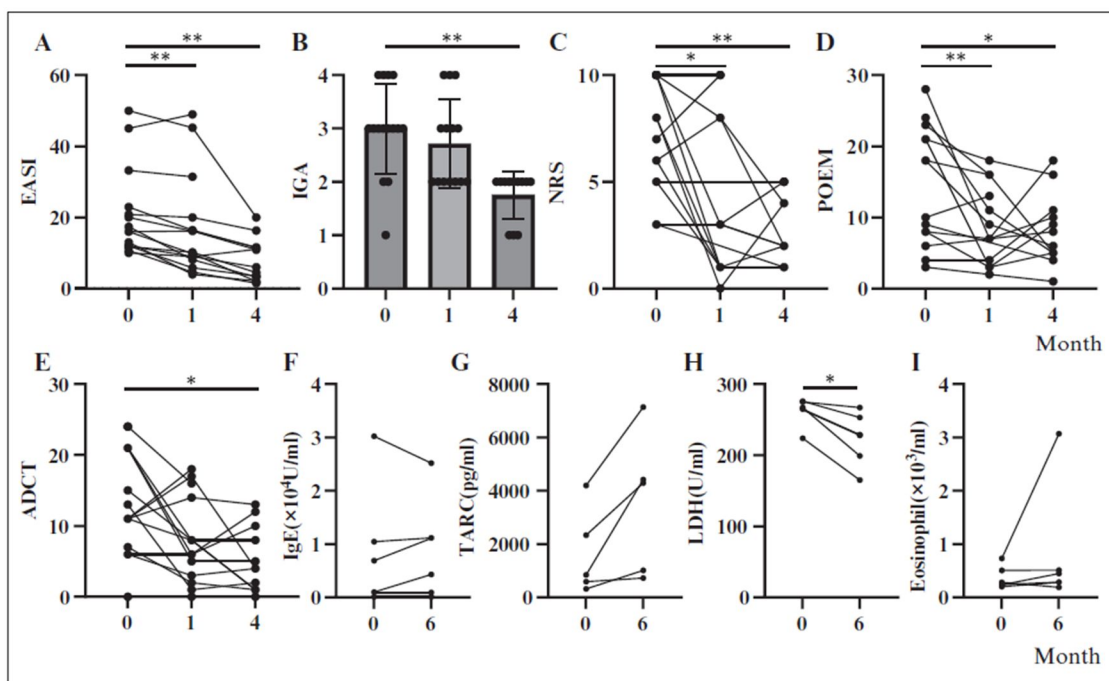 A
**
**
EASI
60
40
20
0
0 1 4
B
**
IGA
4
3
2
1
0 1 4
C
**
*
NRS
10
5
0
0 1 4
D
*
**
POEM
30
20
10
0
0 1 4
Month
E
*
ADCT
30
20
10
0
0 1 4
F
IgE(×10⁴U/ml)
4
3
2
1
0
0 6
G
TARC(pg/ml)
8000
6000
4000
2000
0
0 6
H
*
LDH(U/ml)
300
200
100
0
0 6
I
Eosinophil(×10³/ml)
4
3
2
1
0
0 6
Month